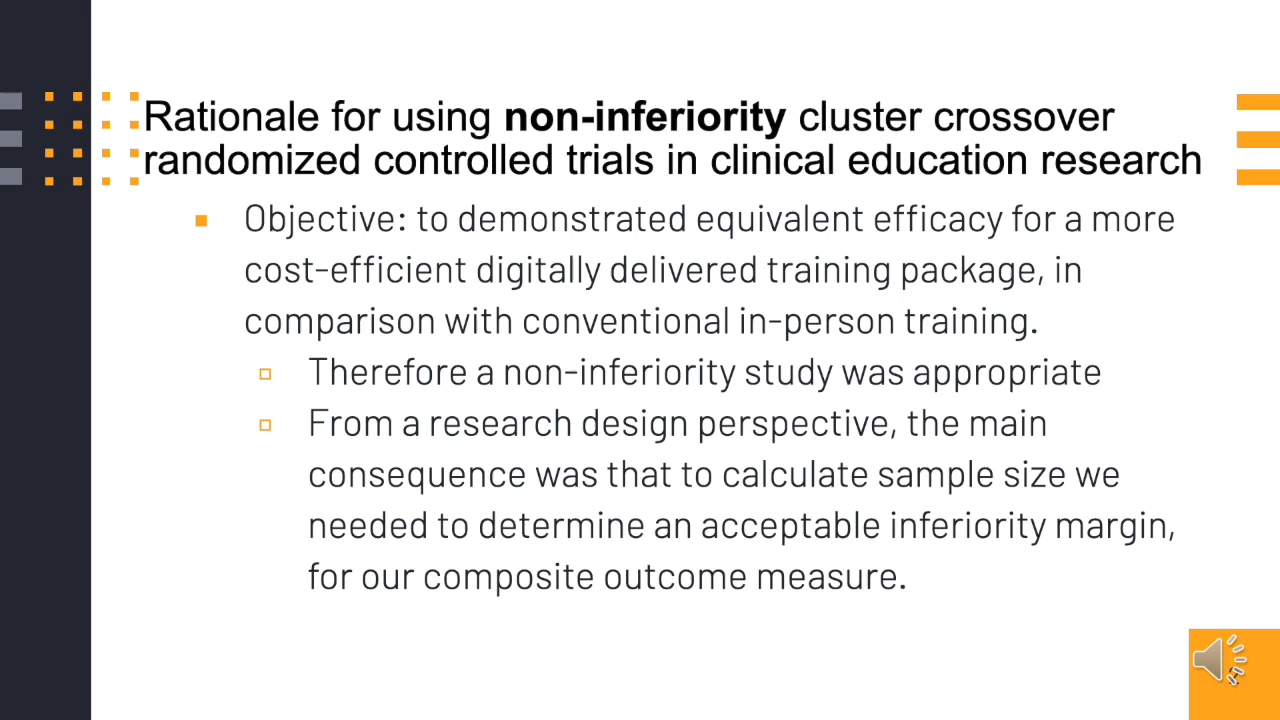 Rationale for using non-inferiority cluster crossover
randomized controlled trials in clinical education research
Objective: to demonstrated equivalent efficacy for a more
cost-efficient digitally delivered training package, in
comparison with conventional in-person training.
Therefore a non-inferiority study was appropriate
From a research design perspective, the main
consequence was that to calculate sample size we
needed to determine an acceptable inferiority margin,
for our composite outcome measure.